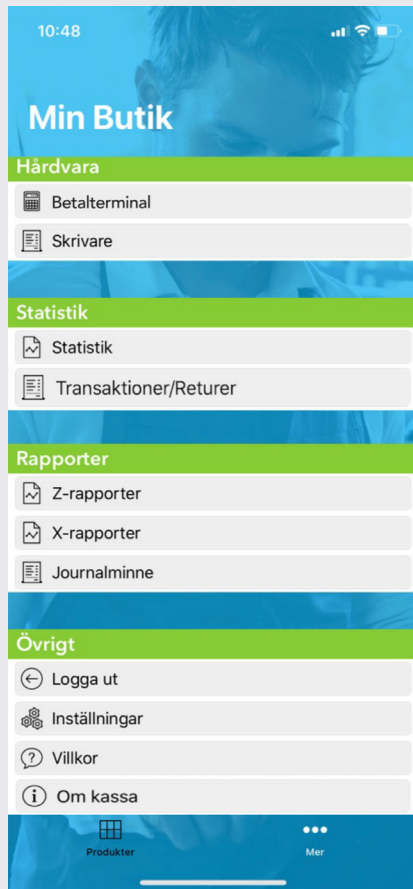 10:48
Min Butik
Hårdvara
Betalterminal
Skrivare
Statistik
Statistik
Transaktioner/Returer
Rapporter
Z-rapporter
X-rapporter
Journalminne
Övrigt
Logga ut
Inställningar
Villkor
Om kassa
Produkter
Mer